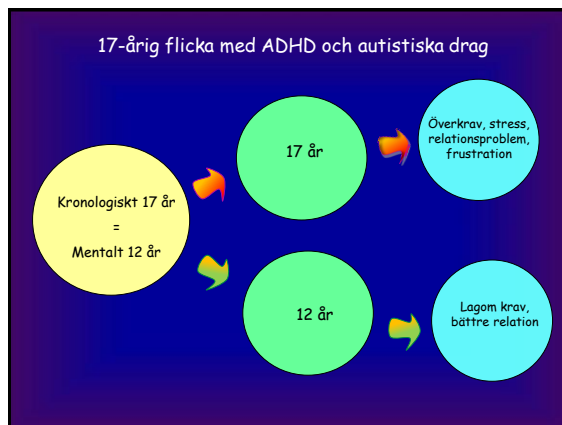 17-årig flicka med ADHD och autistiska drag
Kronologiskt 17 år
=
Mentalt 12 år
17 år
Överkrav, stress,
relationsproblem,
frustration
12 år
Lagom krav,
bättre relation